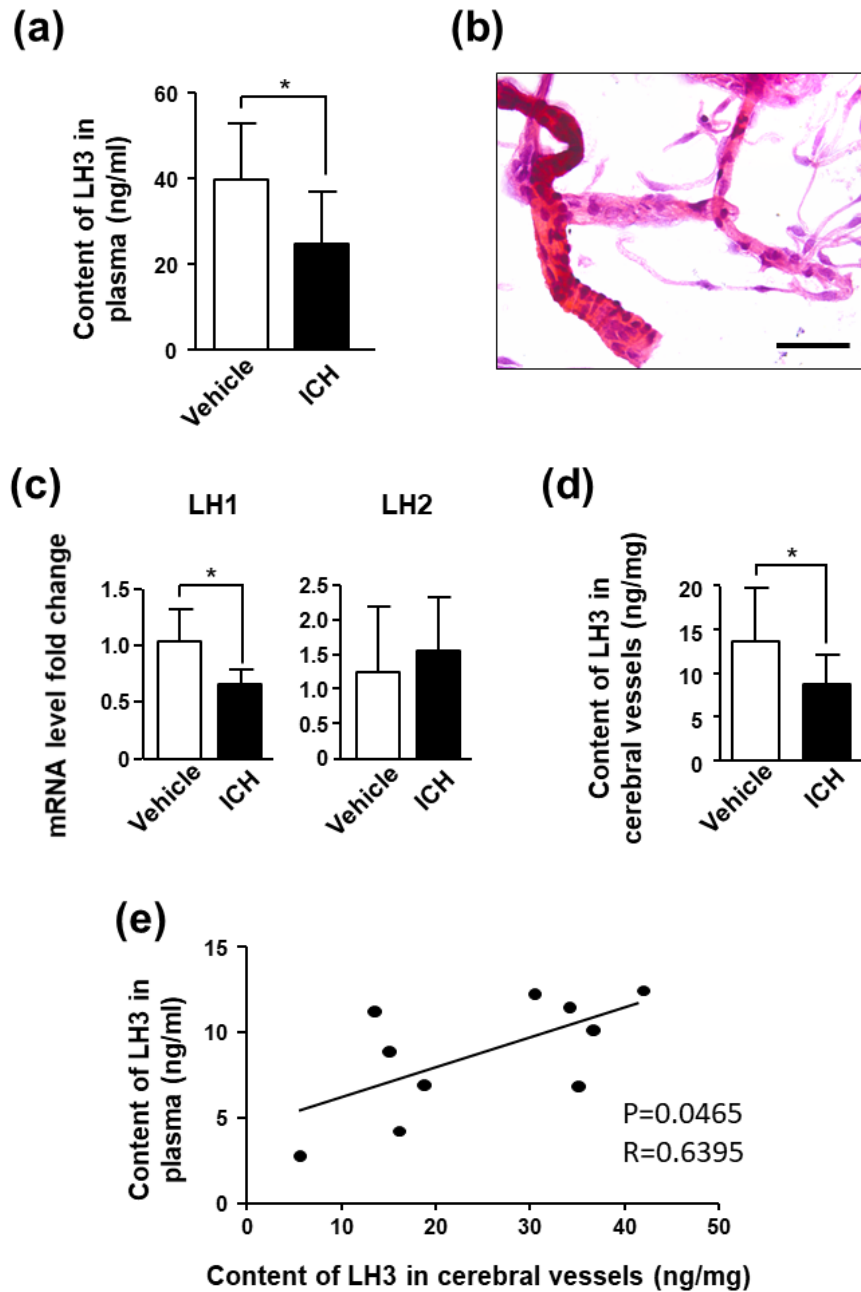 (a)
Content of LH3 in
plasma (ng/ml)
60
40
20
0
*
Vehicle
ICH
(b)
(c)
mRNA level fold change
LH1
1.5
1.0
0.5
0
*
Vehicle
ICH
LH2
2.5
2.0
1.5
1.0
0.5
0
Vehicle
ICH
(d)
Content of LH3 in
cerebral vessels (ng/mg)
20
15
10
5
0
*
Vehicle
ICH
(e)
Content of LH3 in
plasma (ng/ml)
15
10
5
0
P=0.0465
R=0.6395
0
10
20
30
40
50
Content of LH3 in cerebral vessels (ng/mg)